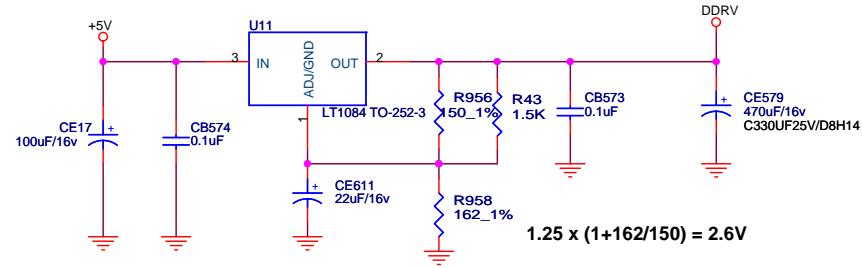 DDRV
+5V
U11
3
IN
ADJ/GND
OUT
2
1
LT1084 TO-252-3
R956
150_1%
R43
1.5K
CB573
0.1uF
CE579
470uF/16v
C330UF25V/D8H14
CE17
100uF/16v
CB574
0.1uF
CE611
22uF/16v
R958
162_1%
1.25 x (1+162/150) = 2.6V